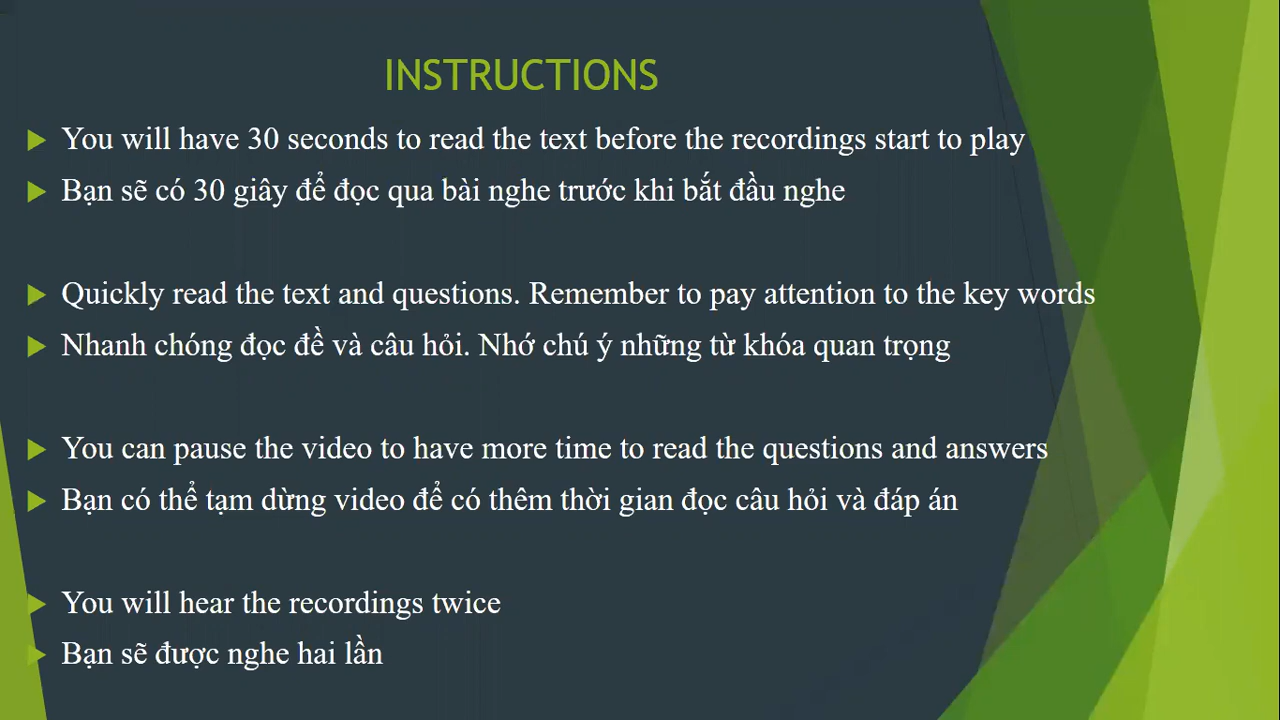 INSTRUCTIONS
You will have 30 seconds to read the text before the recordings start to play
Bạn sẽ có 30 giây để đọc qua bài nghe trước khi bắt đầu nghe
Quickly read the text and questions. Remember to pay attention to the key words
Nhanh chóng đọc đề và câu hỏi. Nhớ chú ý những từ khóa quan trọng
You can pause the video to have more time to read the questions and answers
Bạn có thể tạm dừng video để có thêm thời gian đọc câu hỏi và đáp án
You will hear the recordings twice
Bạn sẽ được nghe hai lần